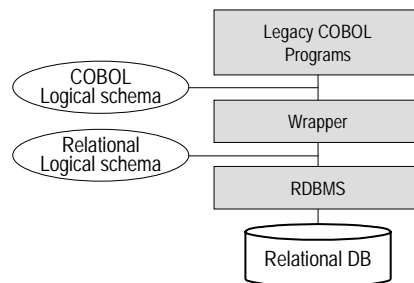 Legacy COBOL
Programs
COBOL
Logical schema
Wrapper
Relational
Logical schema
RDBMS
Relational DB